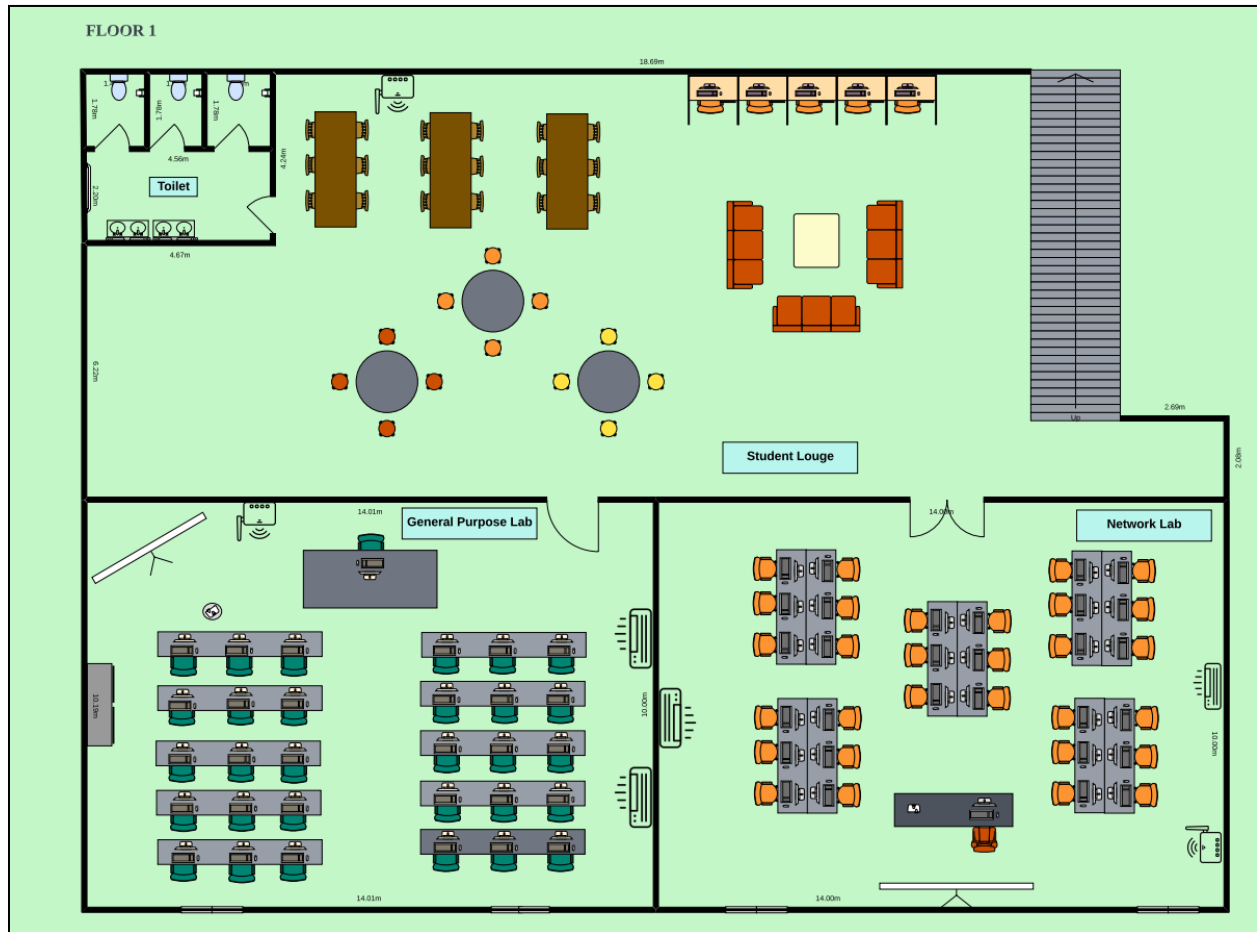 FLOOR 1
18.69m
1.78m
1.78m
1.78m
4.56m
4.24m
Toilet
2.20m
4.67m
6.22m
Up
2.69m
2.08m
Student Louge
14.01m
General Purpose Lab
14.00m
Network Lab
10.19m
10.00m
10.00m
14.01m
14.00m